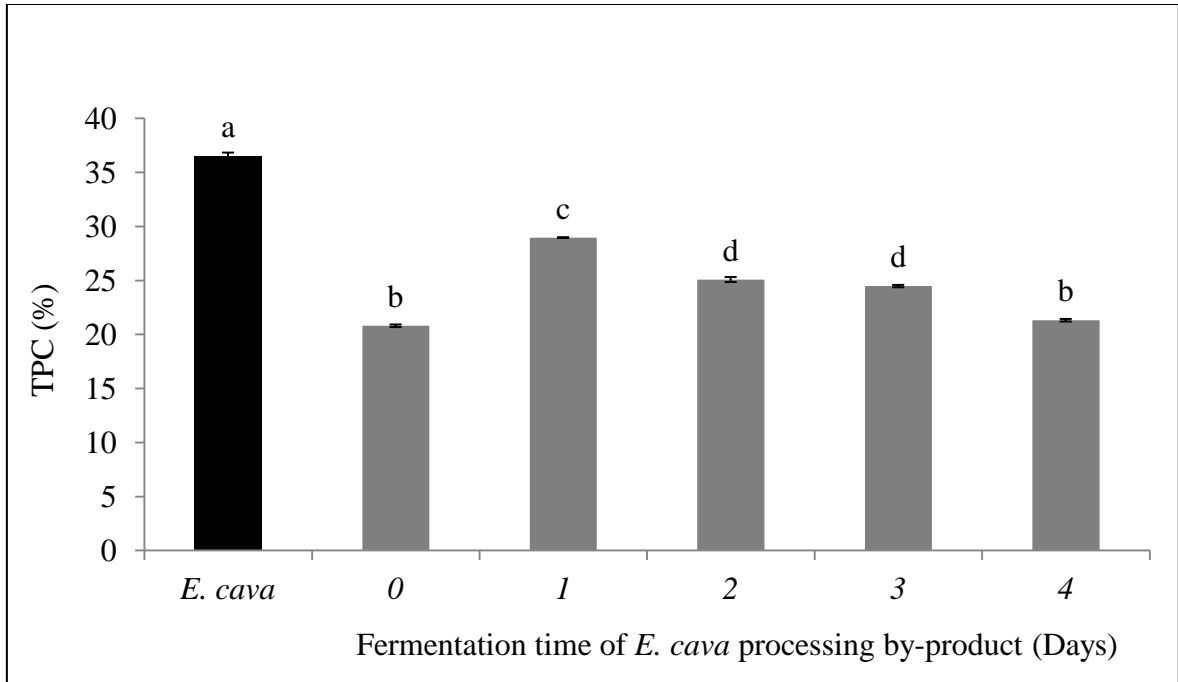 40
35
30
25
20
15
10
5
0
TPC (%)
a
b
c
d
d
b
E. cava 0 1 2 3 4
Fermentation time of E. cava processing by-product (Days)